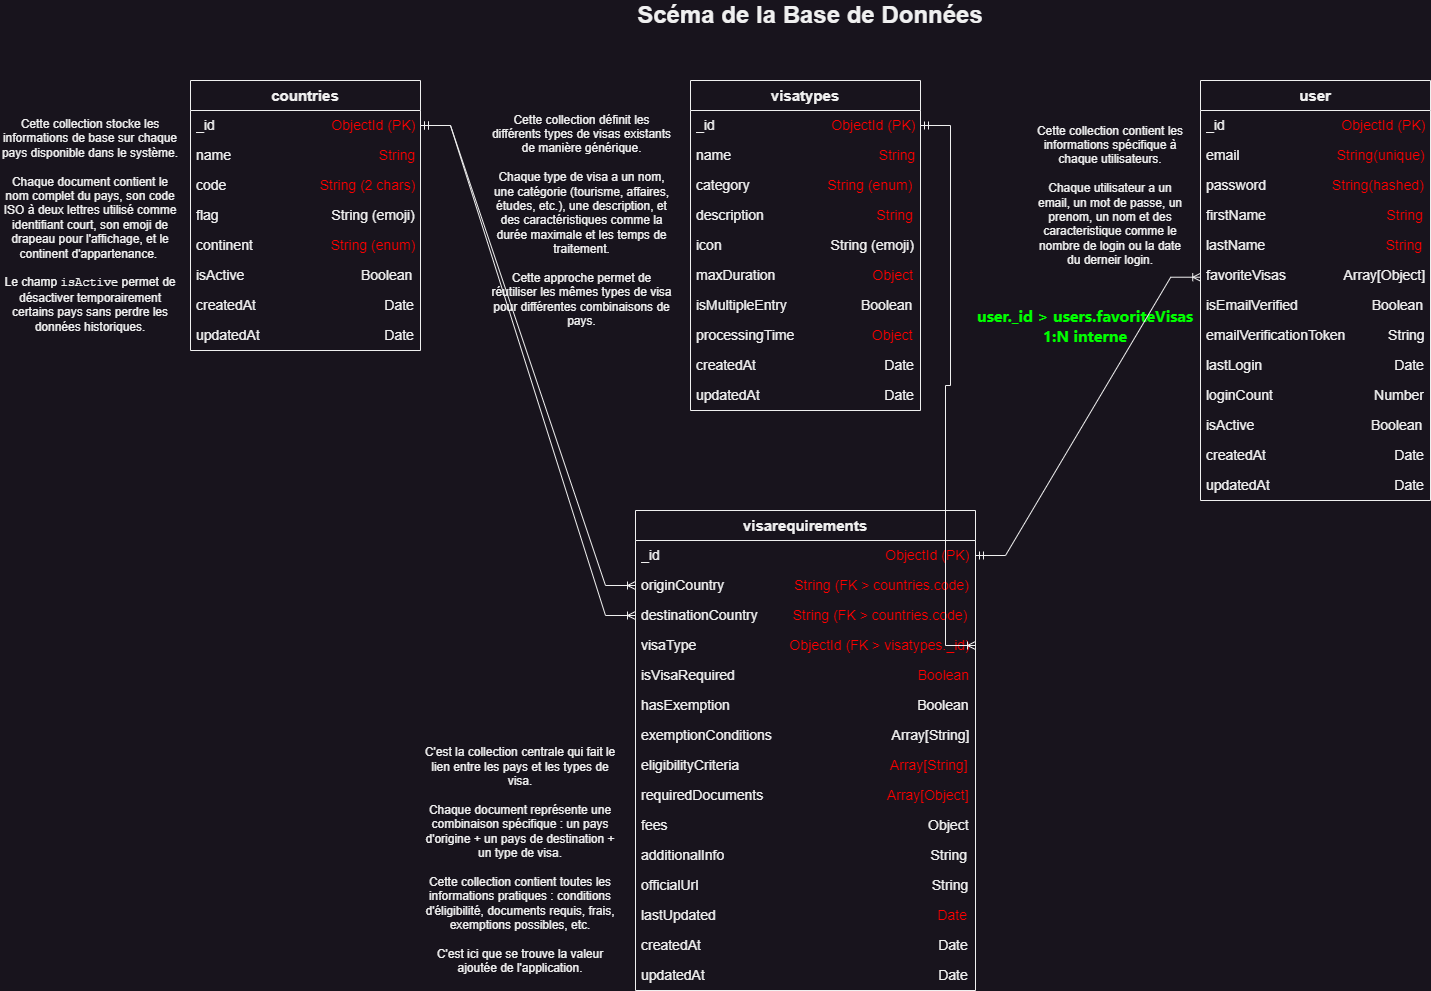 Scéma de la Base de Données
Cette collection stocke les
informations de base sur chaque
pays disponible dans le système.
Chaque document contient le
nom complet du pays, son code
ISO à deux lettres utilisé comme
identifiant court, son emoji de
drapeau pour l'affichage, et le
continent d'appartenance.
Le champ isActive permet de
désactiver temporairement
certains pays sans perdre les
données historiques.
countries
_id ObjectId (PK)
name String
code String (2 chars)
flag String (emoji)
continent String (enum)
isActive Boolean
createdAt Date
updatedAt Date
Cette collection définit les
différents types de visas existants
de manière générique.
Chaque type de visa a un nom,
une catégorie (tourisme, affaires,
études, etc.), une description, et
des caractéristiques comme la
durée maximale et les temps de
traitement.
Cette approche permet de
réutiliser les mêmes types de visa
pour différentes combinaisons de
pays.
visatypes
_id ObjectId (PK)
name String
category String (enum)
description String
icon String (emoji)
maxDuration Object
isMultipleEntry Boolean
processingTime Object
createdAt Date
updatedAt Date
Cette collection contient les
informations spécifique à
chaque utilisateurs.
Chaque utilisateur a un
email, un mot de passe, un
prenom, un nom et des
caracteristique comme le
nombre de login ou la date
du derneir login.
user._id > users.favoriteVisas
1:N interne
user
_id ObjectId (PK)
email String(unique)
password String(hashed)
firstName String
lastName String
favoriteVisas Array[Object]
isEmailVerified Boolean
emailVerificationToken String
lastLogin Date
loginCount Number
isActive Boolean
createdAt Date
updatedAt Date
C'est la collection centrale qui fait le
lien entre les pays et les types de
visa.
Chaque document représente une
combinaison spécifique : un pays
d'origine + un pays de destination +
un type de visa.
Cette collection contient toutes les
informations pratiques : conditions
d'éligibilité, documents requis, frais,
exemptions possibles, etc.
C'est ici que se trouve la valeur
ajoutée de l'application.
visarequirements
_id ObjectId (PK)
originCountry String (FK > countries.code)
destinationCountry String (FK > countries.code)
visaType ObjectId (FK > visatypes._id)
isVisaRequired Boolean
hasExemption Boolean
exemptionConditions Array[String]
eligibilityCriteria Array[String]
requiredDocuments Array[Object]
fees Object
additionalInfo String
officialUrl String
lastUpdated Date
createdAt Date
updatedAt Date